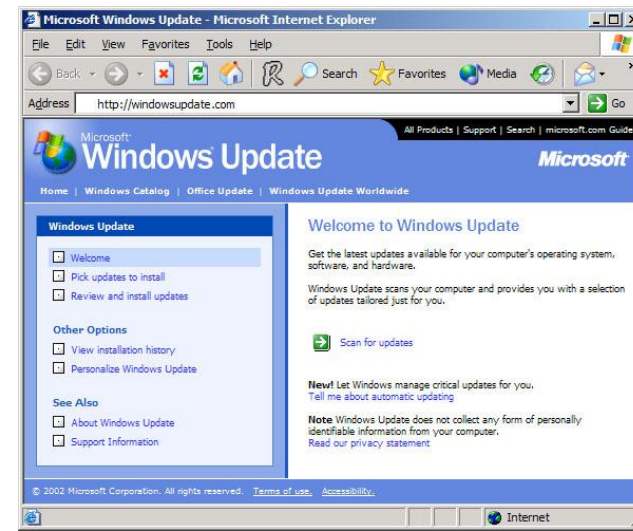 Microsoft Windows Update - Microsoft Internet Explorer
File Edit View Favorites Tools Help
Back Search Favorites Media
Address http://windowsupdate.com Go
All Products | Support | Search | microsoft.com Guide
Microsoft
Windows Update
Microsoft
Home | Windows Catalog | Office Update | Windows Update Worldwide
Windows Update
Welcome
Pick updates to install
Review and install updates
Other Options
View installation history
Personalize Windows Update
See Also
About Windows Update
Support Information
Welcome to Windows Update
Get the latest updates available for your computer's operating system,
software, and hardware.
Windows Update scans your computer and provides you with a selection
of updates tailored just for you.
Scan for updates
New! Let Windows manage critical updates for you.
Tell me about automatic updating
Note Windows Update does not collect any form of personally
identifiable information from your computer.
Read our privacy statement
© 2002 Microsoft Corporation. All rights reserved. Terms of use. Accessibility.
Internet